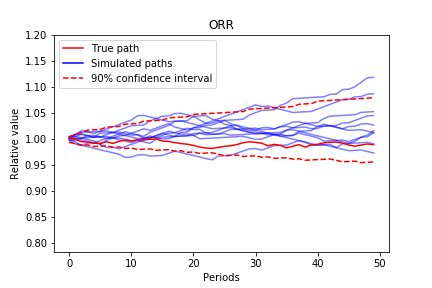 ORR
1.20
1.15
1.10
1.05
1.00
0.95
0.90
0.85
0.80
Relative value
True path
Simulated paths
90% confidence interval
0 10 20 30 40 50
Periods